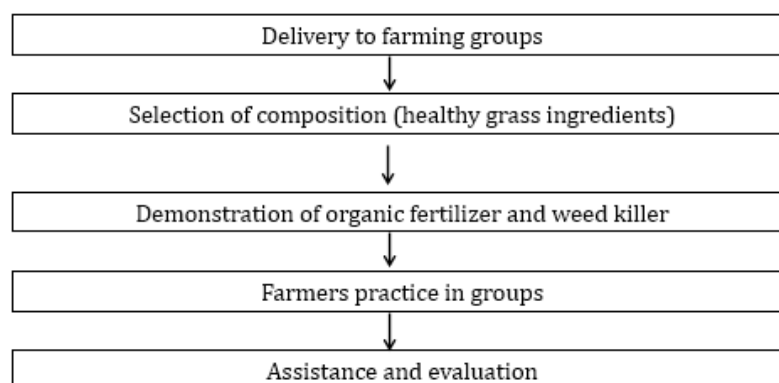 Delivery to farming groups
Selection of composition (healthy grass ingredients)
Demonstration of organic fertilizer and weed killer
Farmers practice in groups
Assistance and evaluation